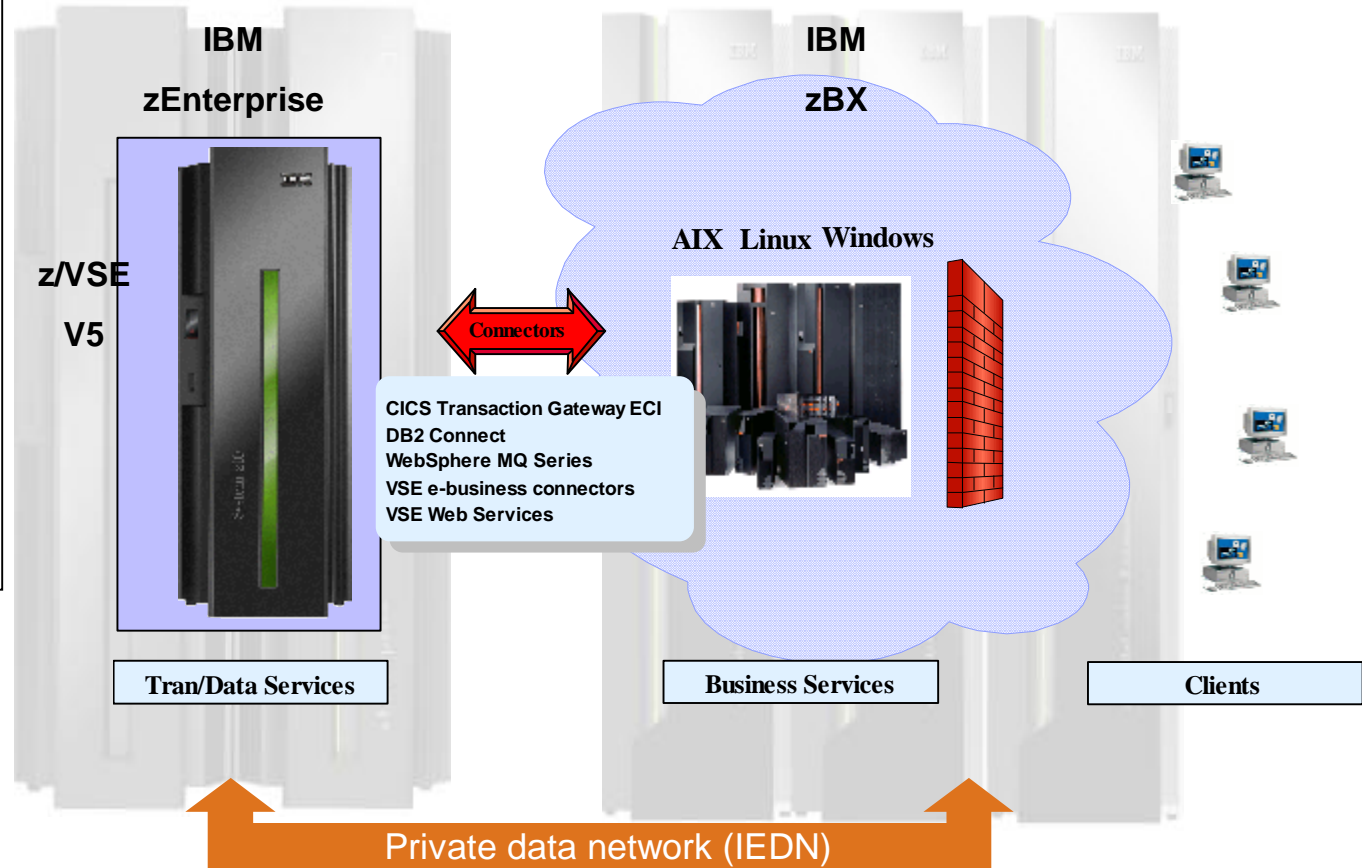 IBM
zEnterprise
z/VSE
V5
IBM
zBX
AIX Linux Windows
Connectors
CICS Transaction Gateway ECI
DB2 Connect
WebSphere MQ Series
VSE e-business connectors
VSE Web Services
Tran/Data Services
Business Services
Clients
Private data network (IEDN)